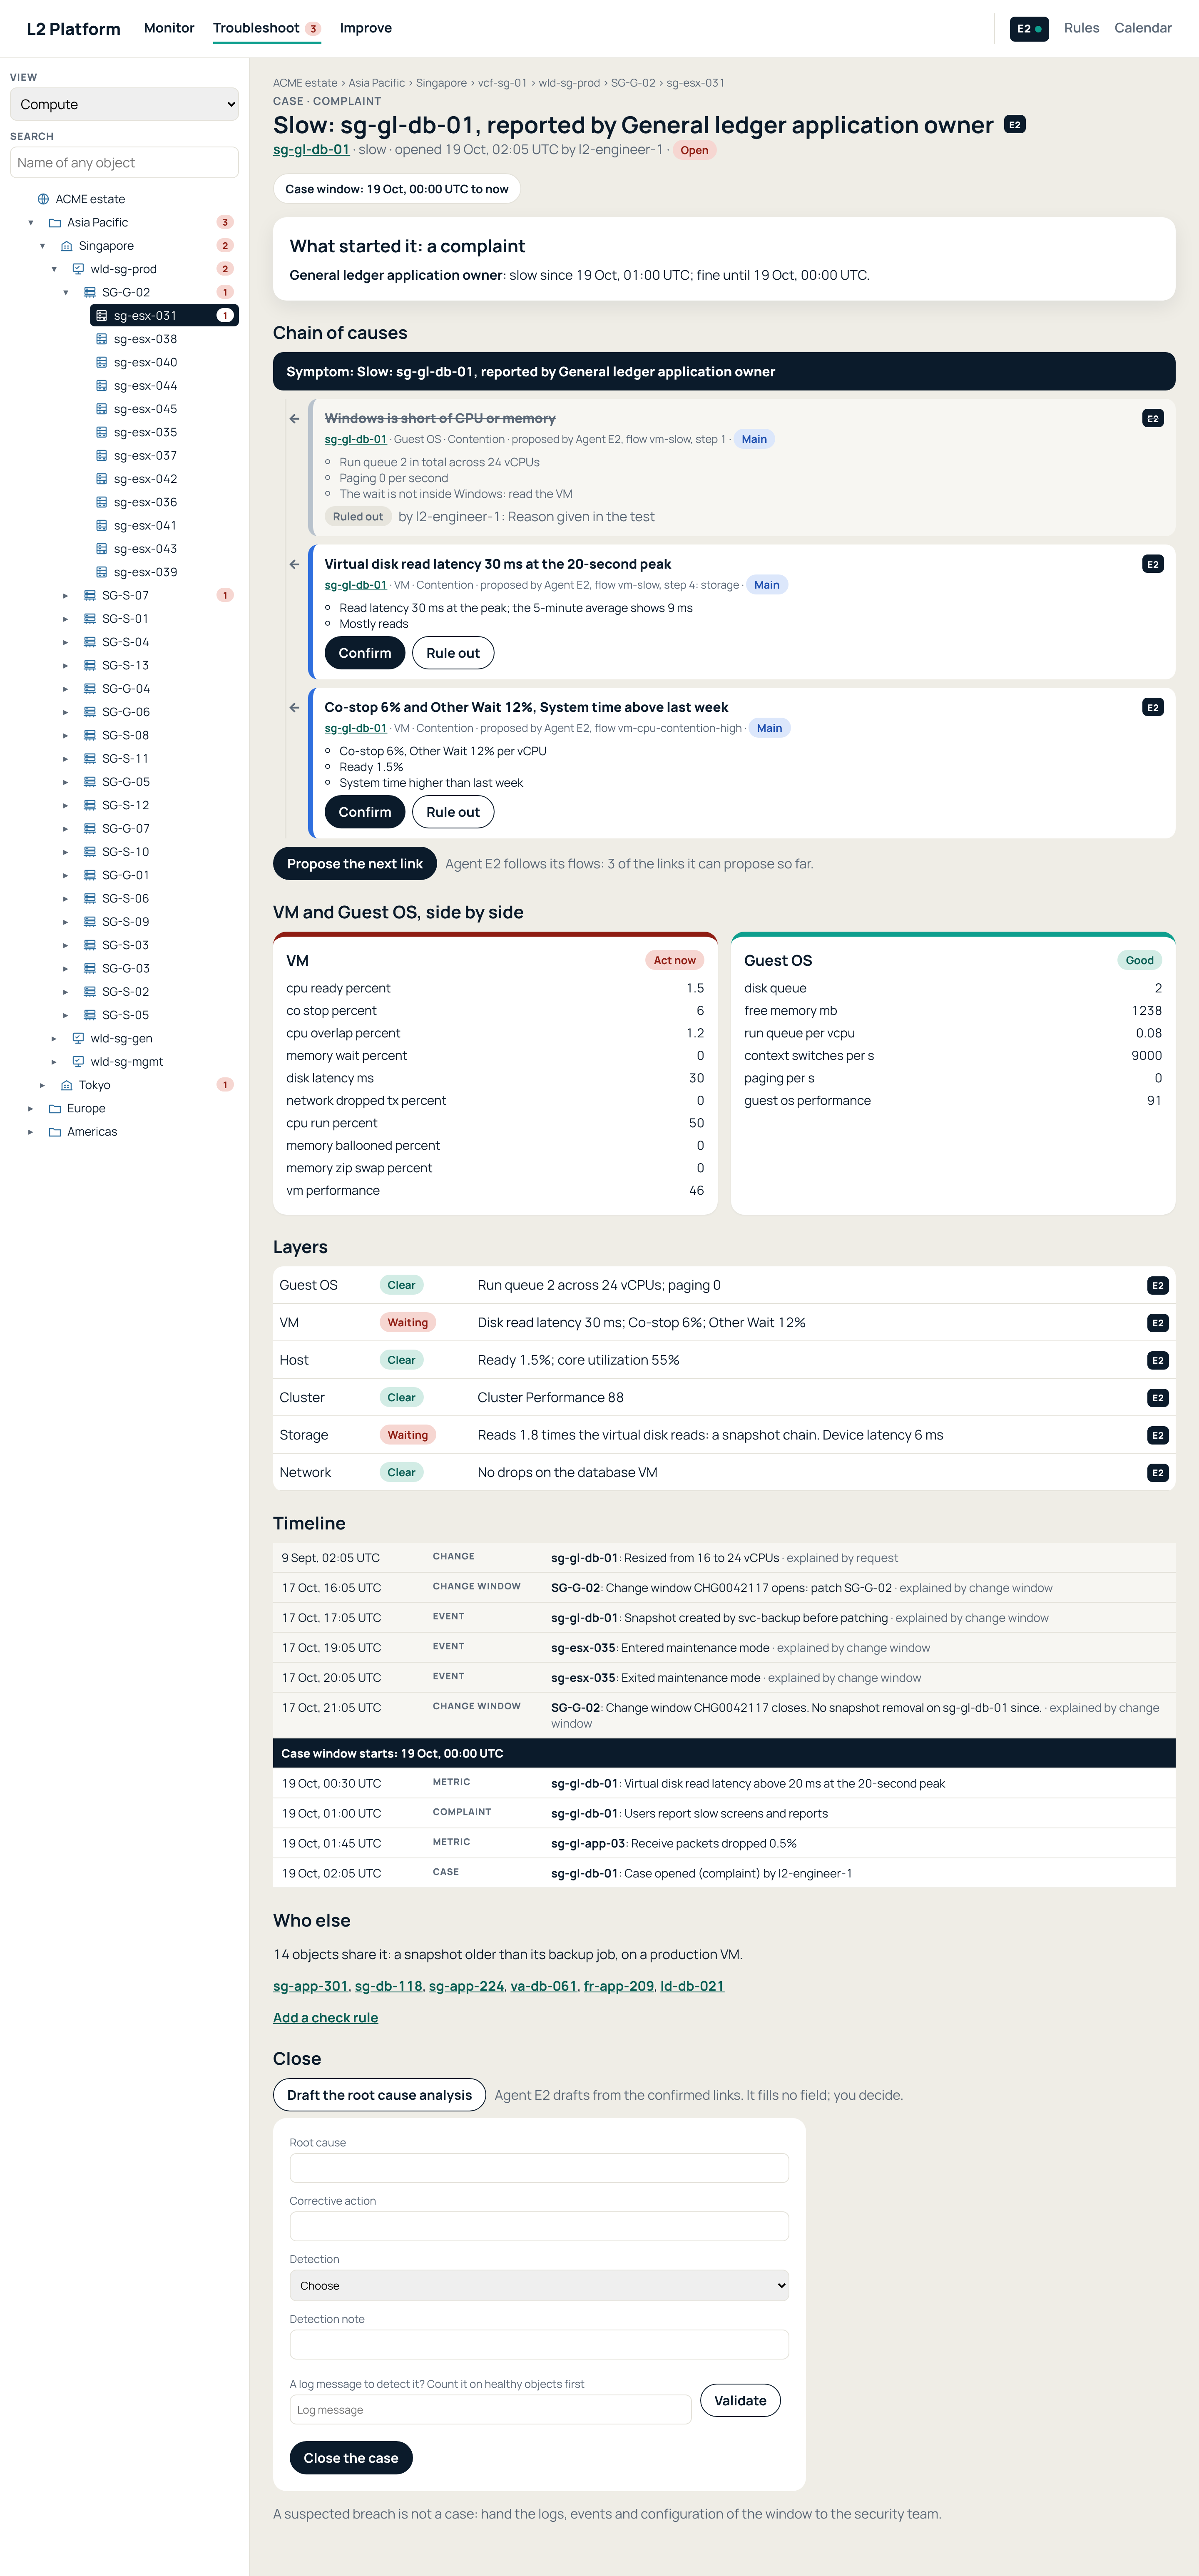 L2 Platform
Monitor
Troubleshoot 3
Improve
E2
Rules
Calendar
VIEW
Compute
SEARCH
Name of any object
ACME estate
Asia Pacific 3
Singapore 2
wld-sg-prod 2
SG-G-02 1
sg-esx-031 1
sg-esx-038
sg-esx-040
sg-esx-044
sg-esx-045
sg-esx-035
sg-esx-037
sg-esx-042
sg-esx-036
sg-esx-041
sg-esx-043
sg-esx-039
SG-S-07 1
SG-S-01
SG-S-04
SG-S-13
SG-G-04
SG-G-06
SG-S-08
SG-S-11
SG-G-05
SG-S-12
SG-G-07
SG-S-10
SG-G-01
SG-S-06
SG-S-09
SG-S-03
SG-G-03
SG-S-02
SG-S-05
wld-sg-gen
wld-sg-mgmt
Tokyo 1
Europe
Americas
ACME estate › Asia Pacific › Singapore › vcf-sg-01 › wld-sg-prod › SG-G-02 › sg-esx-031
CASE · COMPLAINT
Slow: sg-gl-db-01, reported by General ledger application owner E2
sg-gl-db-01 · slow · opened 19 Oct, 02:05 UTC by l2-engineer-1 · Open
Case window: 19 Oct, 00:00 UTC to now
What started it: a complaint
General ledger application owner: slow since 19 Oct, 01:00 UTC; fine until 19 Oct, 00:00 UTC.
Chain of causes
Symptom: Slow: sg-gl-db-01, reported by General ledger application owner
Windows is short of CPU or memory E2
sg-gl-db-01 · Guest OS · Contention · proposed by Agent E2, flow vm-slow, step 1 · Main
Run queue 2 in total across 24 vCPUs
Paging 0 per second
The wait is not inside Windows: read the VM
Ruled out by l2-engineer-1: Reason given in the test
Virtual disk read latency 30 ms at the 20-second peak E2
sg-gl-db-01 · VM · Contention · proposed by Agent E2, flow vm-slow, step 4: storage · Main
Read latency 30 ms at the peak; the 5-minute average shows 9 ms
Mostly reads
Confirm Rule out
Co-stop 6% and Other Wait 12%, System time above last week E2
sg-gl-db-01 · VM · Contention · proposed by Agent E2, flow vm-cpu-contention-high · Main
Co-stop 6%, Other Wait 12% per vCPU
Ready 1.5%
System time higher than last week
Confirm Rule out
Propose the next link Agent E2 follows its flows: 3 of the links it can propose so far.
VM and Guest OS, side by side
VM Act now
cpu ready percent 1.5
co stop percent 6
cpu overlap percent 1.2
memory wait percent 0
disk latency ms 30
network dropped tx percent 0
cpu run percent 50
memory ballooned percent 0
memory zip swap percent 0
vm performance 46
Guest OS Good
disk queue 2
free memory mb 1238
run queue per vcpu 0.08
context switches per s 9000
paging per s 0
guest os performance 91
Layers
Guest OS Clear Run queue 2 across 24 vCPUs; paging 0 E2
VM Waiting Disk read latency 30 ms; Co-stop 6%; Other Wait 12% E2
Host Clear Ready 1.5%; core utilization 55% E2
Cluster Clear Cluster Performance 88 E2
Storage Waiting Reads 1.8 times the virtual disk reads: a snapshot chain. Device latency 6 ms E2
Network Clear No drops on the database VM E2
Timeline
9 Sept, 02:05 UTC CHANGE sg-gl-db-01: Resized from 16 to 24 vCPUs · explained by request
17 Oct, 16:05 UTC CHANGE WINDOW SG-G-02: Change window CHG0042117 opens: patch SG-G-02 · explained by change window
17 Oct, 17:05 UTC EVENT sg-gl-db-01: Snapshot created by svc-backup before patching · explained by change window
17 Oct, 19:05 UTC EVENT sg-esx-035: Entered maintenance mode · explained by change window
17 Oct, 20:05 UTC EVENT sg-esx-035: Exited maintenance mode · explained by change window
17 Oct, 21:05 UTC CHANGE WINDOW SG-G-02: Change window CHG0042117 closes. No snapshot removal on sg-gl-db-01 since. · explained by change
window
Case window starts: 19 Oct, 00:00 UTC
19 Oct, 00:30 UTC METRIC sg-gl-db-01: Virtual disk read latency above 20 ms at the 20-second peak
19 Oct, 01:00 UTC COMPLAINT sg-gl-db-01: Users report slow screens and reports
19 Oct, 01:45 UTC METRIC sg-gl-app-03: Receive packets dropped 0.5%
19 Oct, 02:05 UTC CASE sg-gl-db-01: Case opened (complaint) by l2-engineer-1
Who else
14 objects share it: a snapshot older than its backup job, on a production VM.
sg-app-301, sg-db-118, sg-app-224, va-db-061, fr-app-209, ld-db-021
Add a check rule
Close
Draft the root cause analysis Agent E2 drafts from the confirmed links. It fills no field; you decide.
Root cause
Corrective action
Detection
Choose
Detection note
A log message to detect it? Count it on healthy objects first
Log message
Validate
Close the case
A suspected breach is not a case: hand the logs, events and configuration of the window to the security team.